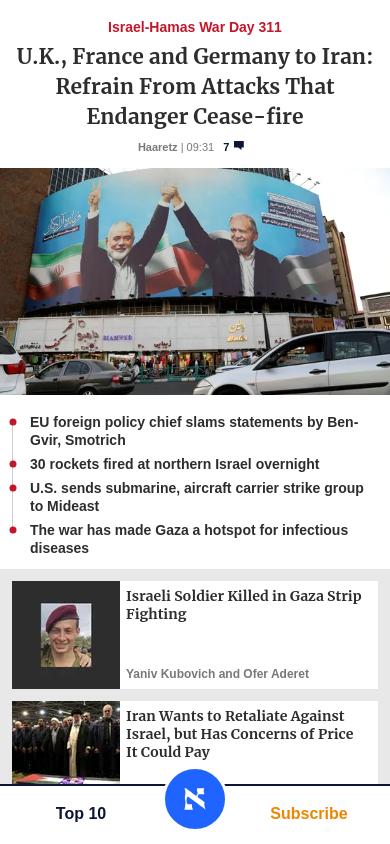 Israel-Hamas War Day 311
U.K., France and Germany to Iran:
Refrain From Attacks That
Endanger Cease-fire
Haaretz | 09:31 7
EU foreign policy chief slams statements by Ben-
Gvir, Smotrich
30 rockets fired at northern Israel overnight
U.S. sends submarine, aircraft carrier strike group
to Mideast
The war has made Gaza a hotspot for infectious
diseases
Israeli Soldier Killed in Gaza Strip
Fighting
Yaniv Kubovich and Ofer Aderet
Iran Wants to Retaliate Against
Israel, but Has Concerns of Price
It Could Pay
Top 10
Subscribe